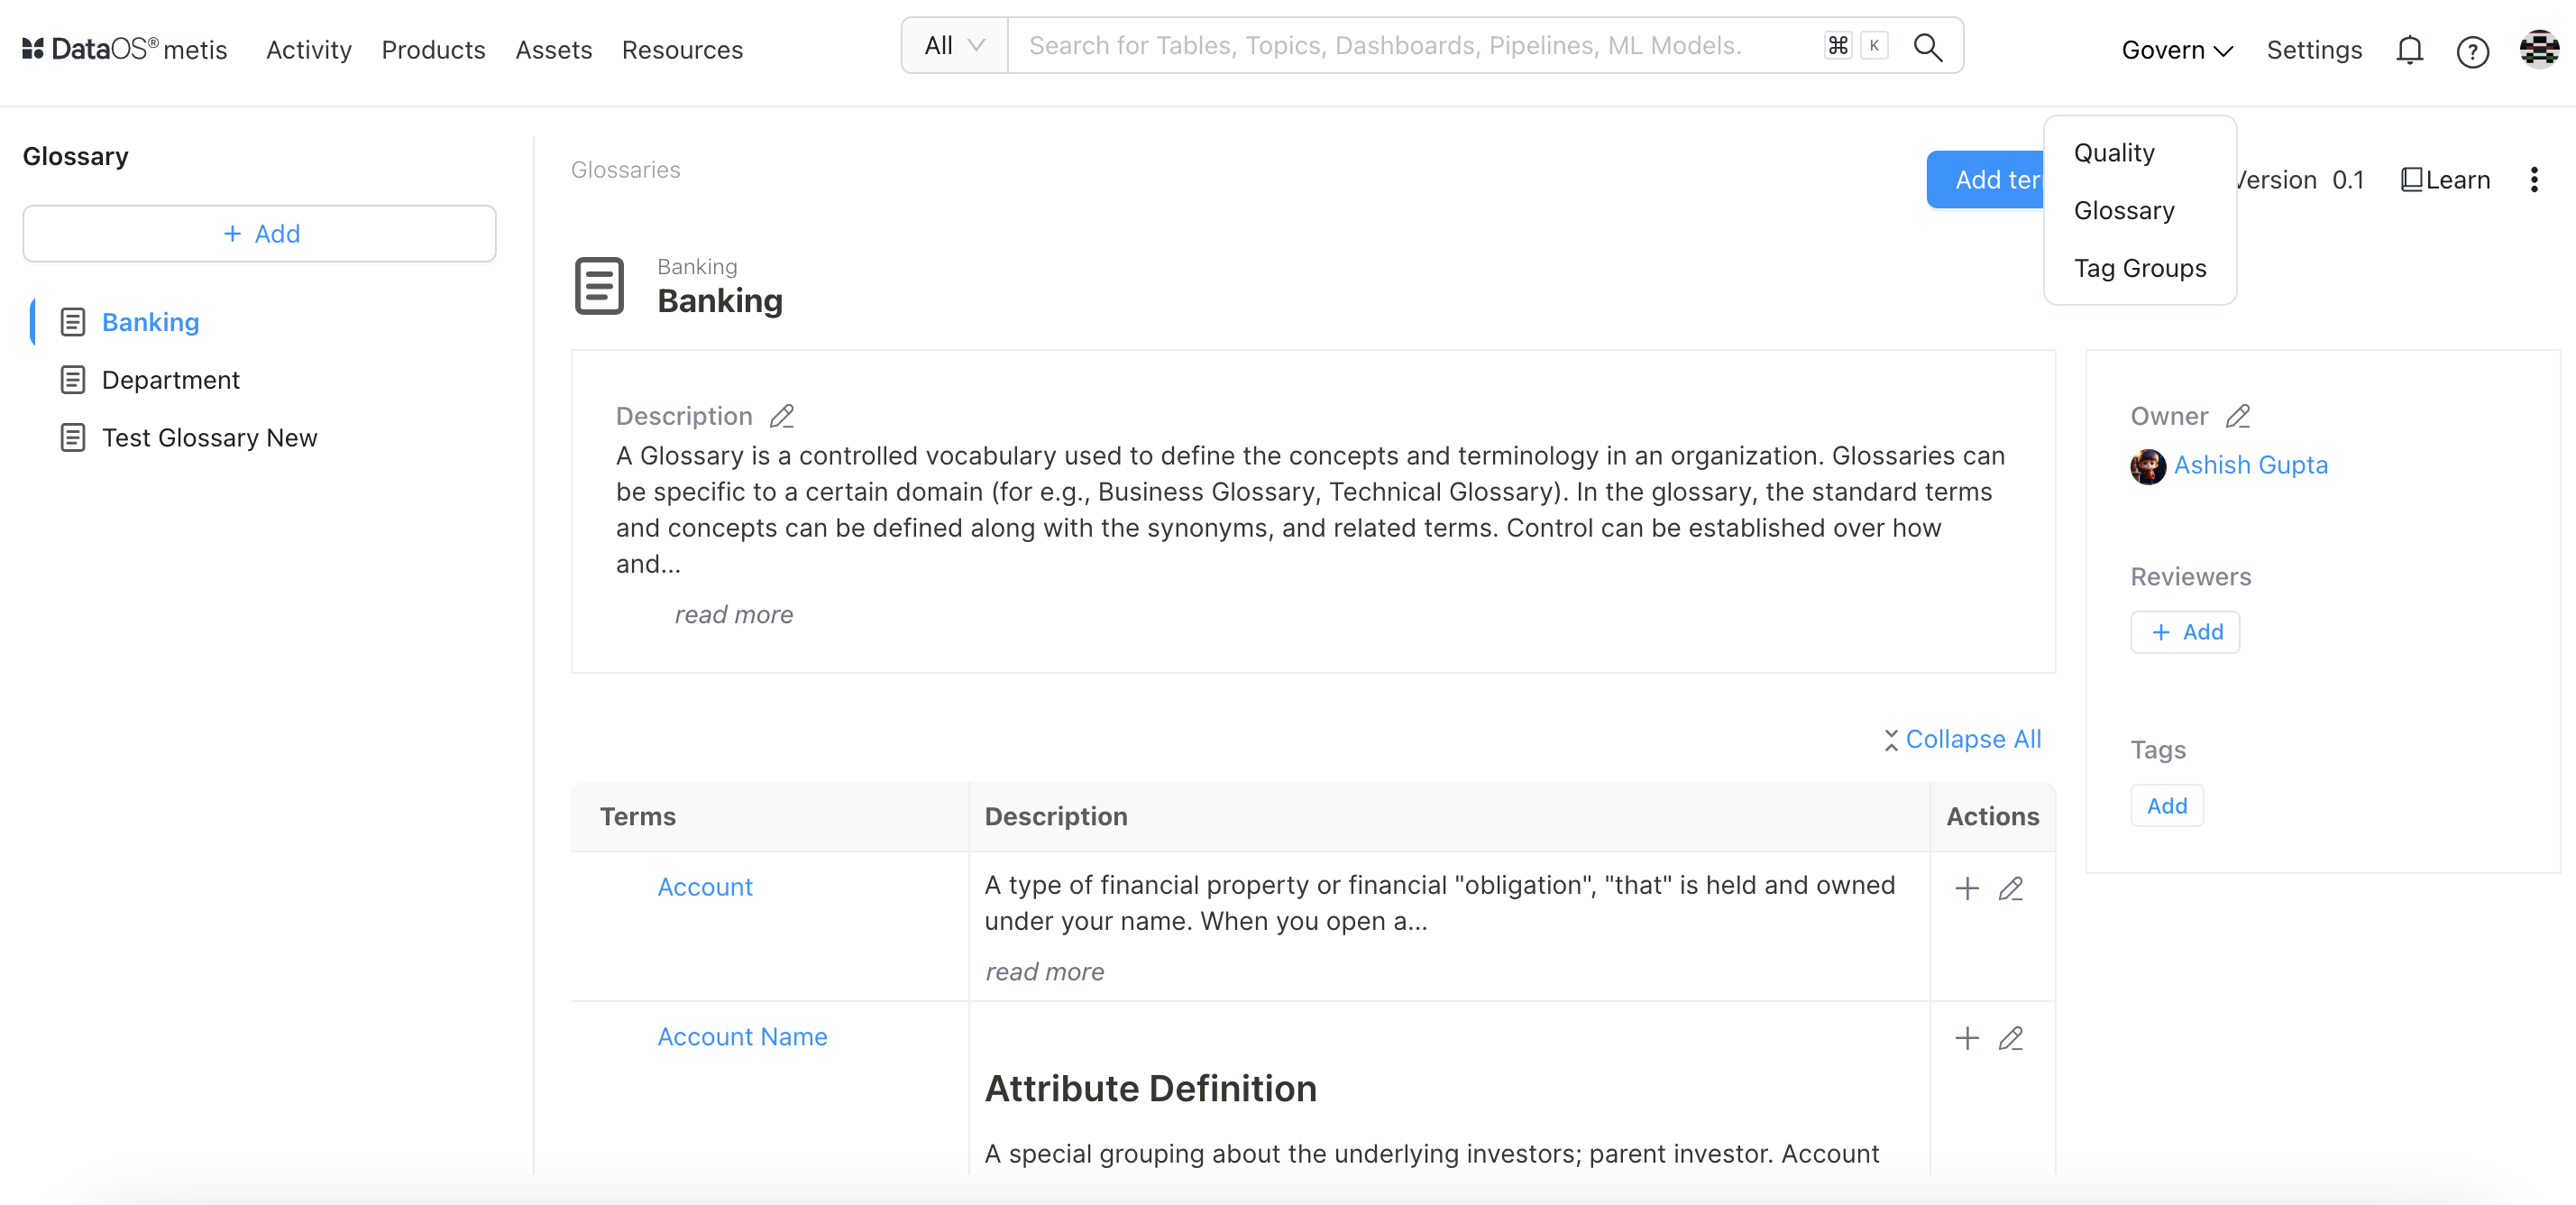 DataOS® metis Activity Products Assets Resources
All Search for Tables, Topics, Dashboards, Pipelines, ML Models. ⌘ K
Govern Settings ?
Quality
Glossary
Tag Groups
Glossary
+ Add
Banking
Department
Test Glossary New
Glossaries
Add Version 0.1 Learn
Banking
Banking
Description
A Glossary is a controlled vocabulary used to define the concepts and terminology in an organization. Glossaries can
be specific to a certain domain (for e.g., Business Glossary, Technical Glossary). In the glossary, the standard terms
and concepts can be defined along with the synonyms, and related terms. Control can be established over how
and...
read more
Owner
Ashish Gupta
Reviewers
+ Add
Tags
Add
Collapse All
Terms Description Actions
Account
A type of financial property or financial "obligation", "that" is held and owned
under your name. When you open a...
read more
Account Name
Attribute Definition
A special grouping about the underlying investors; parent investor. Account